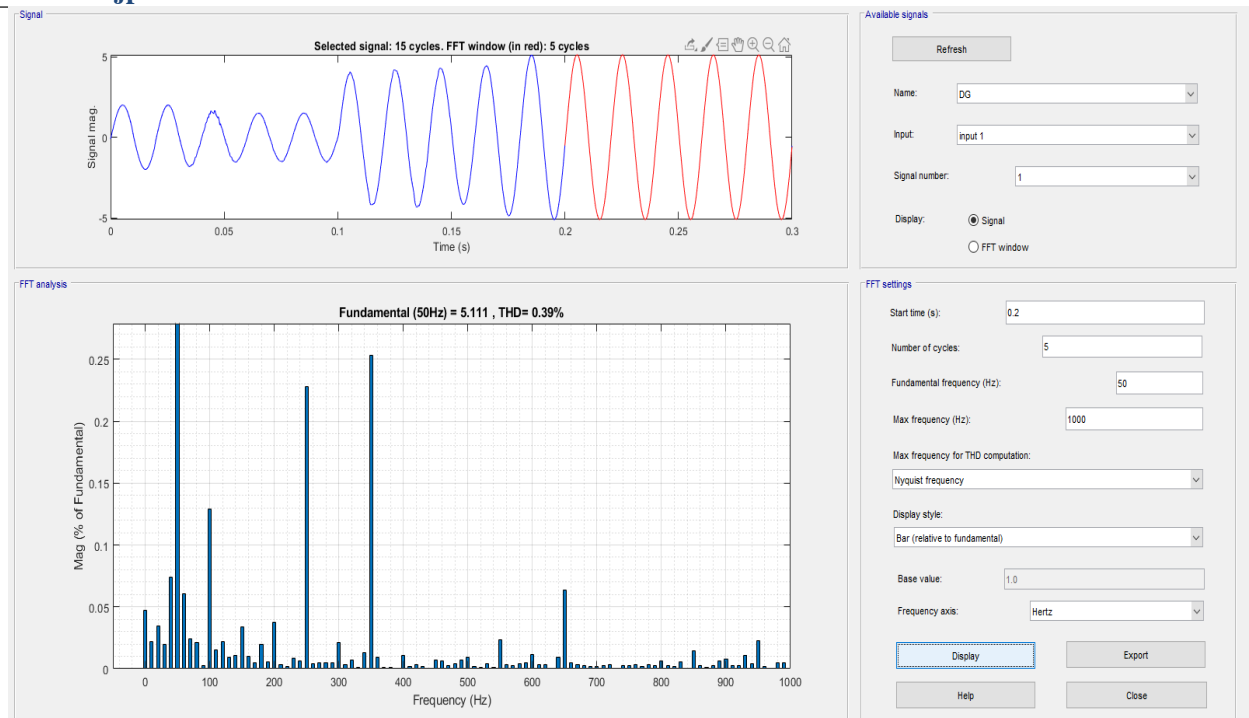 Signal
Selected signal: 15 cycles. FFT window (in red): 5 cycles
Signal mag.
5
0
-5
0
0.05
0.1
0.15
0.2
0.25
0.3
Time (s)
Available signals
Refresh
Name:
DG
Input:
input 1
Signal number:
1
Display:
Signal
FFT window
FFT analysis
Fundamental (50Hz) = 5.111 , THD= 0.39%
Mag (% of Fundamental)
0.25
0.2
0.15
0.1
0.05
0
0
100
200
300
400
500
600
700
800
900
1000
Frequency (Hz)
FFT settings
Start time (s):
0.2
Number of cycles:
5
Fundamental frequency (Hz):
50
Max frequency (Hz):
1000
Max frequency for THD computation:
Nyquist frequency
Display style:
Bar (relative to fundamental)
Base value:
1.0
Frequency axis:
Hertz
Display
Export
Help
Close